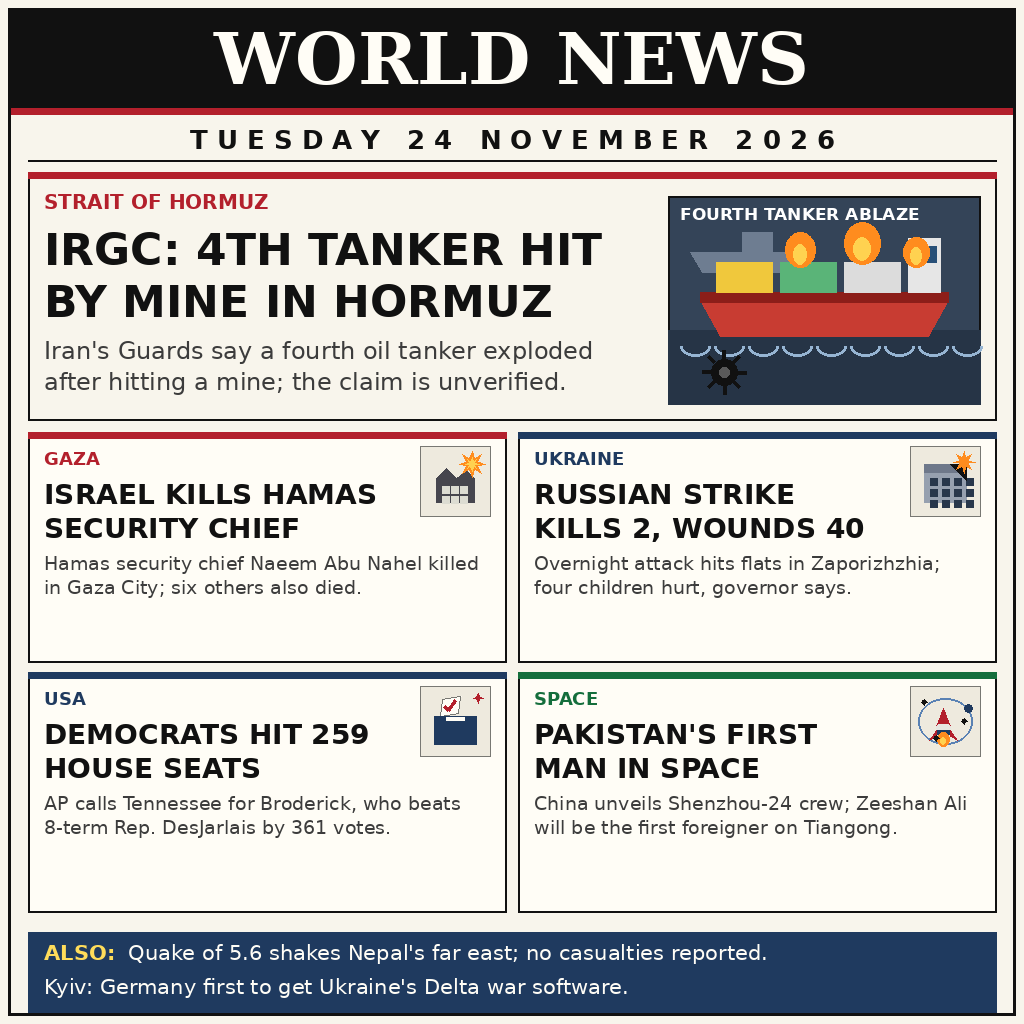 WORLD NEWS
TUESDAY 24 NOVEMBER 2026
STRAIT OF HORMUZ
IRGC: 4TH TANKER HIT
BY MINE IN HORMUZ
Iran's Guards say a fourth oil tanker exploded
after hitting a mine; the claim is unverified.
FOURTH TANKER ABLAZE
GAZA
ISRAEL KILLS HAMAS
SECURITY CHIEF
Hamas security chief Naeem Abu Nahel killed
in Gaza City; six others also died.
UKRAINE
RUSSIAN STRIKE
KILLS 2, WOUNDS 40
Overnight attack hits flats in Zaporizhzhia;
four children hurt, governor says.
USA
DEMOCRATS HIT 259
HOUSE SEATS
AP calls Tennessee for Broderick, who beats
8-term Rep. DesJarlais by 361 votes.
SPACE
PAKISTAN'S FIRST
MAN IN SPACE
China unveils Shenzhou-24 crew; Zeeshan Ali
will be the first foreigner on Tiangong.
ALSO: Quake of 5.6 shakes Nepal's far east; no casualties reported.
Kyiv: Germany first to get Ukraine's Delta war software.